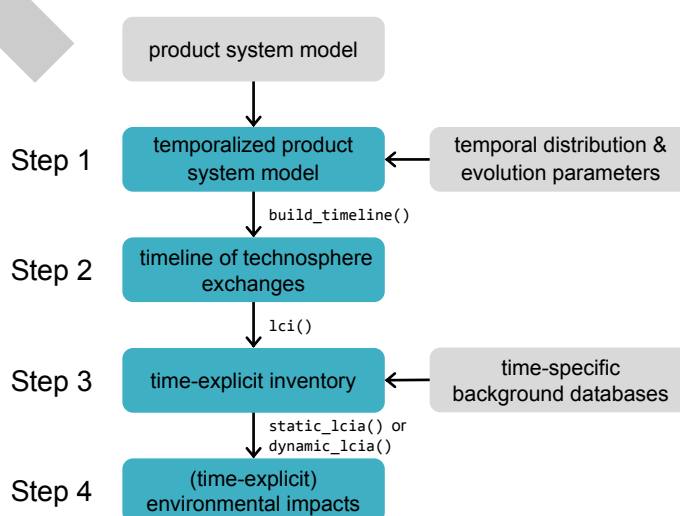 product system model
Step 1
temporalized product
system model
temporal distribution &
evolution parameters
build_timeline()
Step 2
timeline of technosphere
exchanges
lci()
Step 3
time-explicit inventory
time-specific
background databases
static_lcia() or
dynamic_lcia()
Step 4
(time-explicit)
environmental impacts